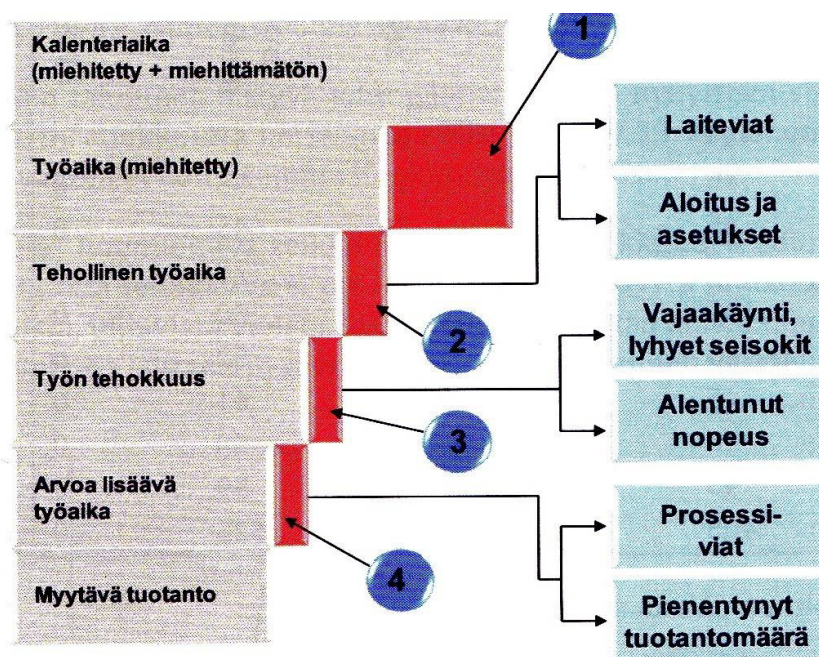 Kalenteriaika
(miehitetty + miehittämätön)
1
Työaika (miehitetty)
Tehollinen työaika
2
Työn tehokkuus
3
Arvoa lisäävä
työaika
4
Myytävä tuotanto
Laiteviat
Aloitus ja
asetukset
Vajaakäynti,
lyhyet seisokit
Alentunut
nopeus
Prosessi-
viat
Pienentynyt
tuotantomäärä